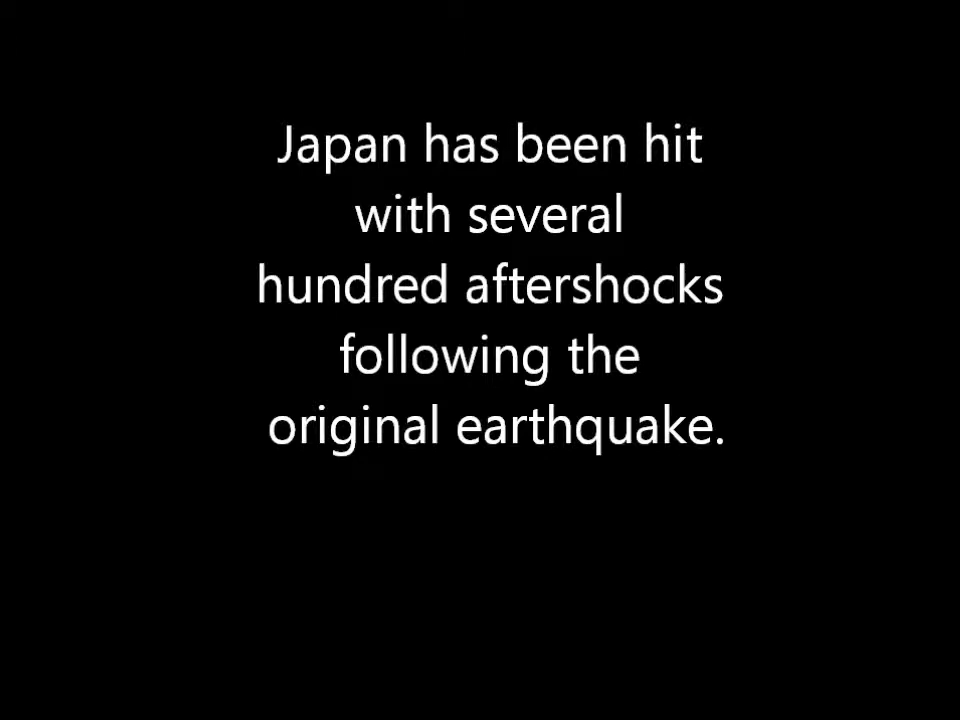 Japan has been hit
with several
hundred aftershocks
following the
original earthquake.